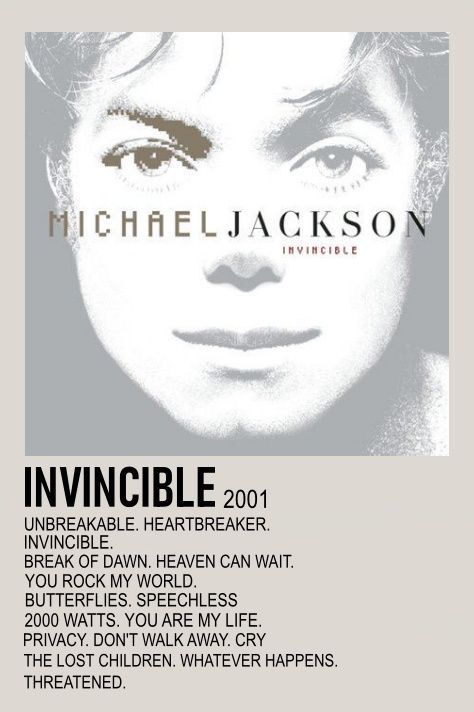 MICHAEL JACKSON
INVINCIBLE
INVINCIBLE 2001
UNBREAKABLE. HEARTBREAKER.
INVINCIBLE.
BREAK OF DAWN. HEAVEN CAN WAIT.
YOU ROCK MY WORLD.
BUTTERFLIES. SPEECHLESS
2000 WATTS. YOU ARE MY LIFE.
PRIVACY. DON'T WALK AWAY. CRY
THE LOST CHILDREN. WHATEVER HAPPENS.
THREATENED.